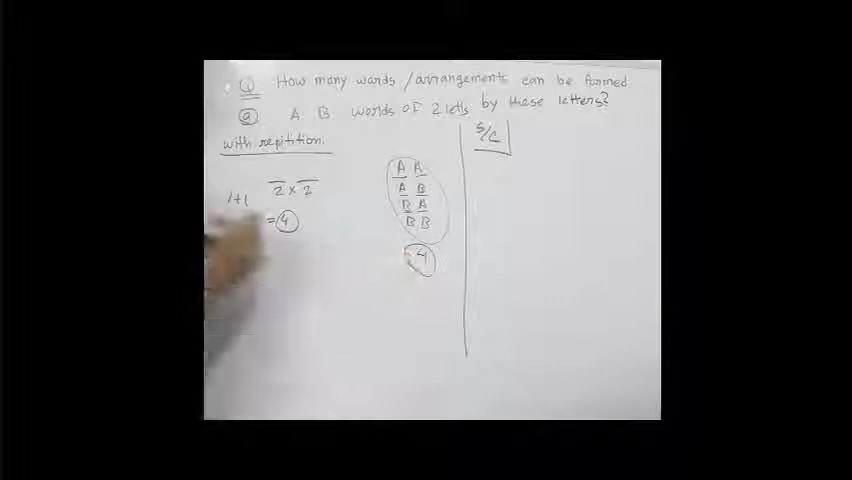 Q How many words / arrangements can be formed
a A B words of 2 letts by these letters?
with repitition.
S/C
2 x 2
1+1
= 4
A A
A B
B A
B B
4